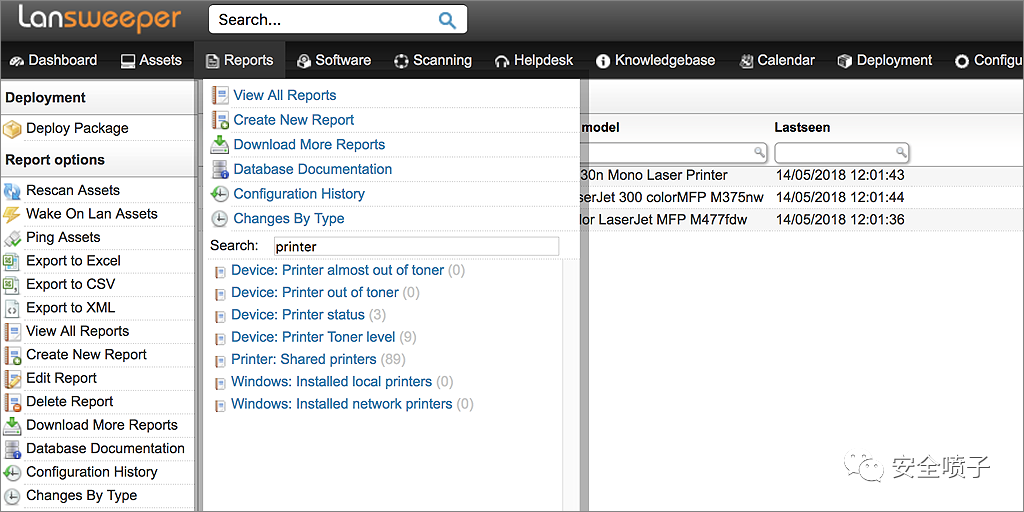 Lansweeper
Search...
Dashboard Assets Reports Software Scanning Helpdesk Knowledgebase Calendar Deployment Configu
Deployment
Deploy Package
Report options
Rescan Assets
Wake On Lan Assets
Ping Assets
Export to Excel
Export to CSV
Export to XML
View All Reports
Create New Report
Edit Report
Delete Report
Download More Reports
Database Documentation
Configuration History
Changes By Type
View All Reports
Create New Report
Download More Reports
Database Documentation
Configuration History
Changes By Type
Search: printer
Device: Printer almost out of toner (0)
Device: Printer out of toner (0)
Device: Printer status (3)
Device: Printer Toner level (9)
Printer: Shared printers (89)
Windows: Installed local printers (0)
Windows: Installed network printers (0)
model Lastseen
30n Mono Laser Printer 14/05/2018 12:01:43
serJet 300 colorMFP M375nw 14/05/2018 12:01:44
lor LaserJet MFP M477fdw 14/05/2018 12:01:36
安全喷子